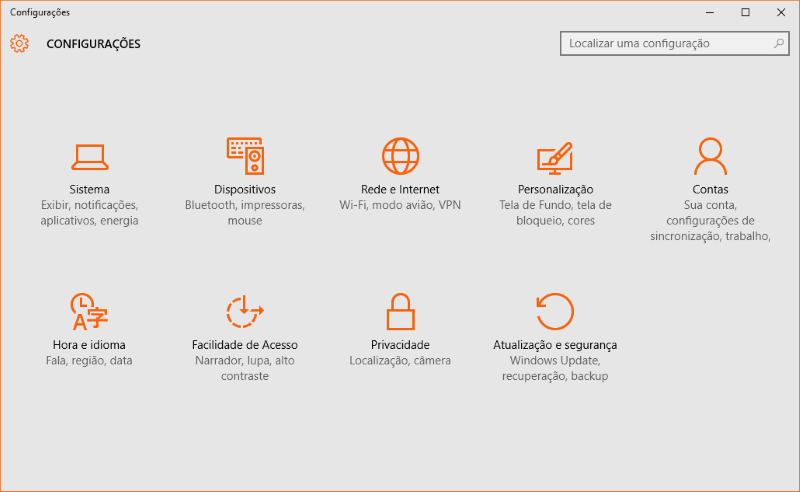 Configurações
CONFIGURAÇÕES
Localizar uma configuração
Sistema
Exibir, notificações,
aplicativos, energia
Dispositivos
Bluetooth, impressoras,
mouse
Rede e Internet
Wi-Fi, modo avião, VPN
Personalização
Tela de Fundo, tela de
bloqueio, cores
Contas
Sua conta,
configurações de
sincronização, trabalho,
A字
Hora e idioma
Fala, região, data
Facilidade de Acesso
Narrador, lupa, alto
contraste
Privacidade
Localização, câmera
Atualização e segurança
Windows Update,
recuperação, backup